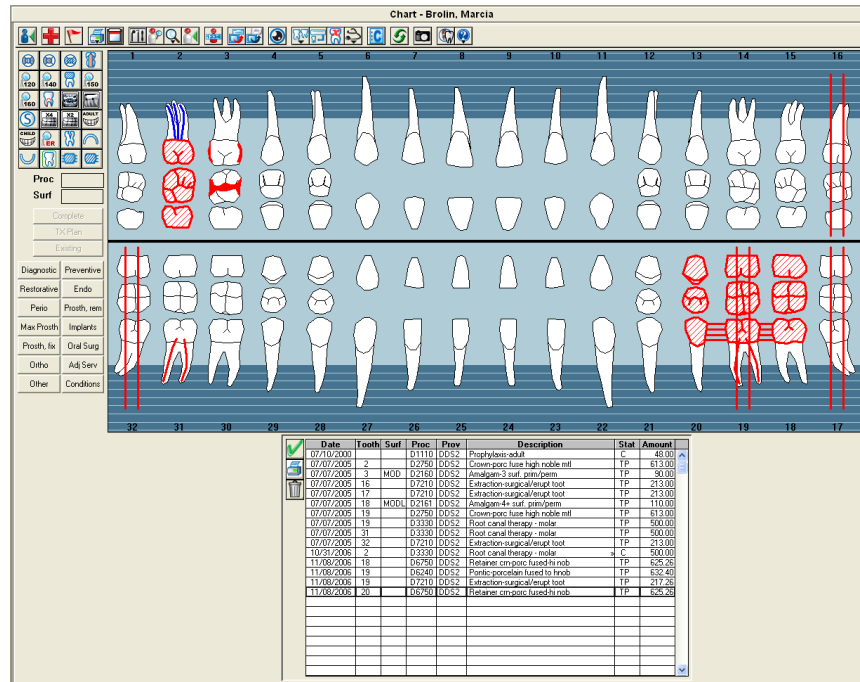 Chart - Brolin, Marcia
1 2 3 4 5 6 7 8 9 10 11 12 13 14 15 16
120 140 150
160
X4 X2 ADULT
CHILD ER
Proc
Surf
Complete
TX Plan
Existing
Diagnostic Preventive
Restorative Endo
Perio Prosth, rem
Max Prosth Implants
Prosth, fix Oral Surg
Ortho Adj Serv
Other Conditions
32 31 30 29 28 27 26 25 24 23 22 21 20 19 18 17
Date Tooth Surf Proc Prov Description Stat Amount
07/10/2000 D1110 DDS2 Prophylaxis-adult C 48.00
07/07/2005 2 D2750 DDS2 Crown-porc fuse high noble mtl TP 613.00
07/07/2005 3 MOD D2160 DDS2 Amalgam-3 surf. prim/perm TP 90.00
07/07/2005 16 D7210 DDS2 Extraction-surgical/erupt toot TP 213.00
07/07/2005 17 D7210 DDS2 Extraction-surgical/erupt toot TP 213.00
07/07/2005 18 MODL D2161 DDS2 Amalgam-4+ surf. prim/perm TP 110.00
07/07/2005 19 D2750 DDS2 Crown-porc fuse high noble mtl TP 613.00
07/07/2005 19 D3330 DDS2 Root canal therapy - molar TP 500.00
07/07/2005 31 D3330 DDS2 Root canal therapy - molar TP 500.00
07/07/2005 32 D7210 DDS2 Extraction-surgical/erupt toot TP 213.00
10/31/2006 2 D3330 DDS2 Root canal therapy - molar » C 500.00
11/08/2006 18 D6750 DDS2 Retainer crn-porc fused-hi nob TP 625.26
11/08/2006 19 D6240 DDS2 Pontic-porcelain fused to hnob TP 632.40
11/08/2006 19 D7210 DDS2 Extraction-surgical/erupt toot TP 217.26
11/08/2006 20 D6750 DDS2 Retainer crn-porc fused-hi nob TP 625.26